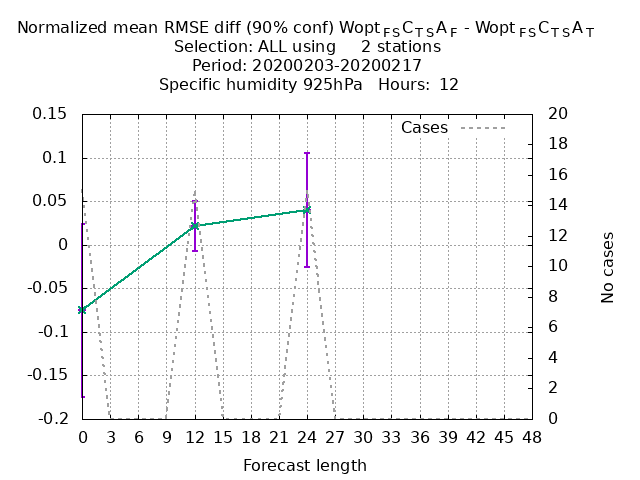 Normalized mean RMSE diff (90% conf) Wopt FS C TS A F - Wopt FS C TS A T
Selection: ALL using 2 stations
Period: 20200203-20200217
Specific humidity 925hPa Hours: 12
Cases
0.15
0.1
0.05
0
-0.05
-0.1
-0.15
-0.2
20
18
16
14
12
10
8
6
4
2
0
No cases
0 3 6 9 12 15 18 21 24 27 30 33 36 39 42 45 48
Forecast length